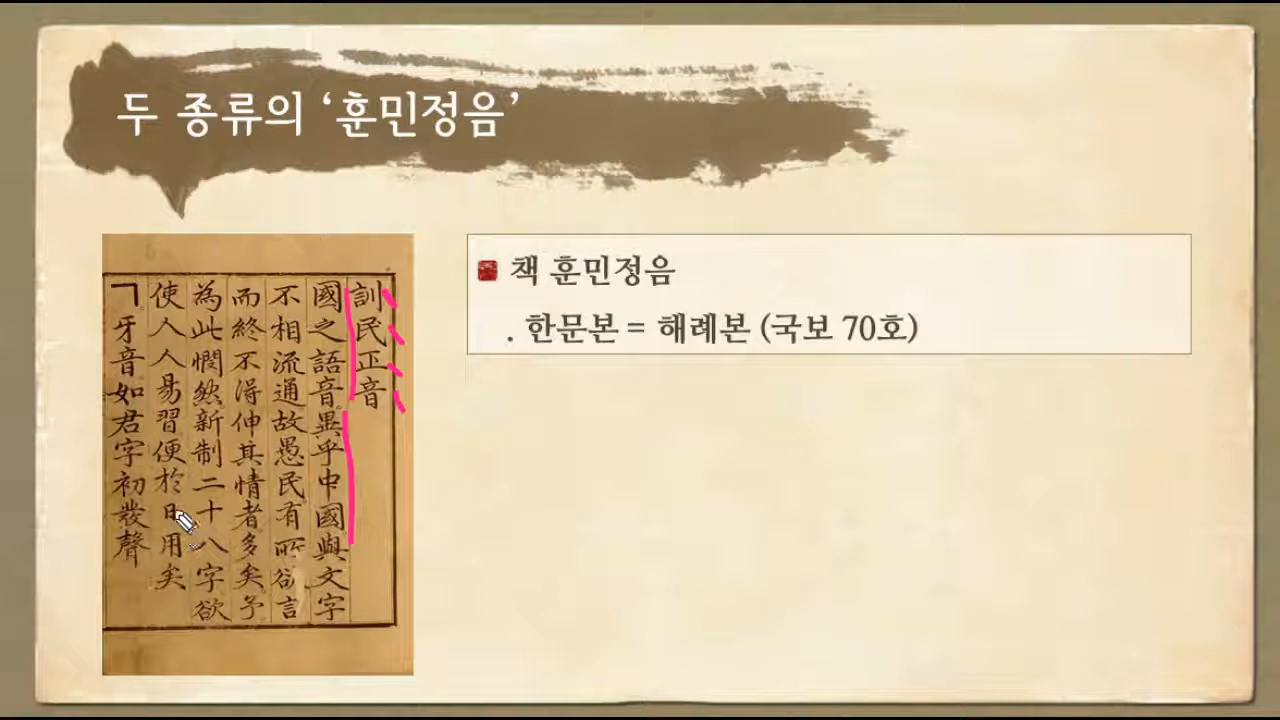 두 종류의 ‘훈민정음’
訓民正音
國之語音異乎中國與文字
不相流通故愚民有所欲言
而終不得伸其情者多矣予
為此憫然新制二十八字欲
使人人易習便於日用矣
ㄱ牙音如君字初發聲
책 훈민정음
. 한문본 = 해례본 (국보 70호)